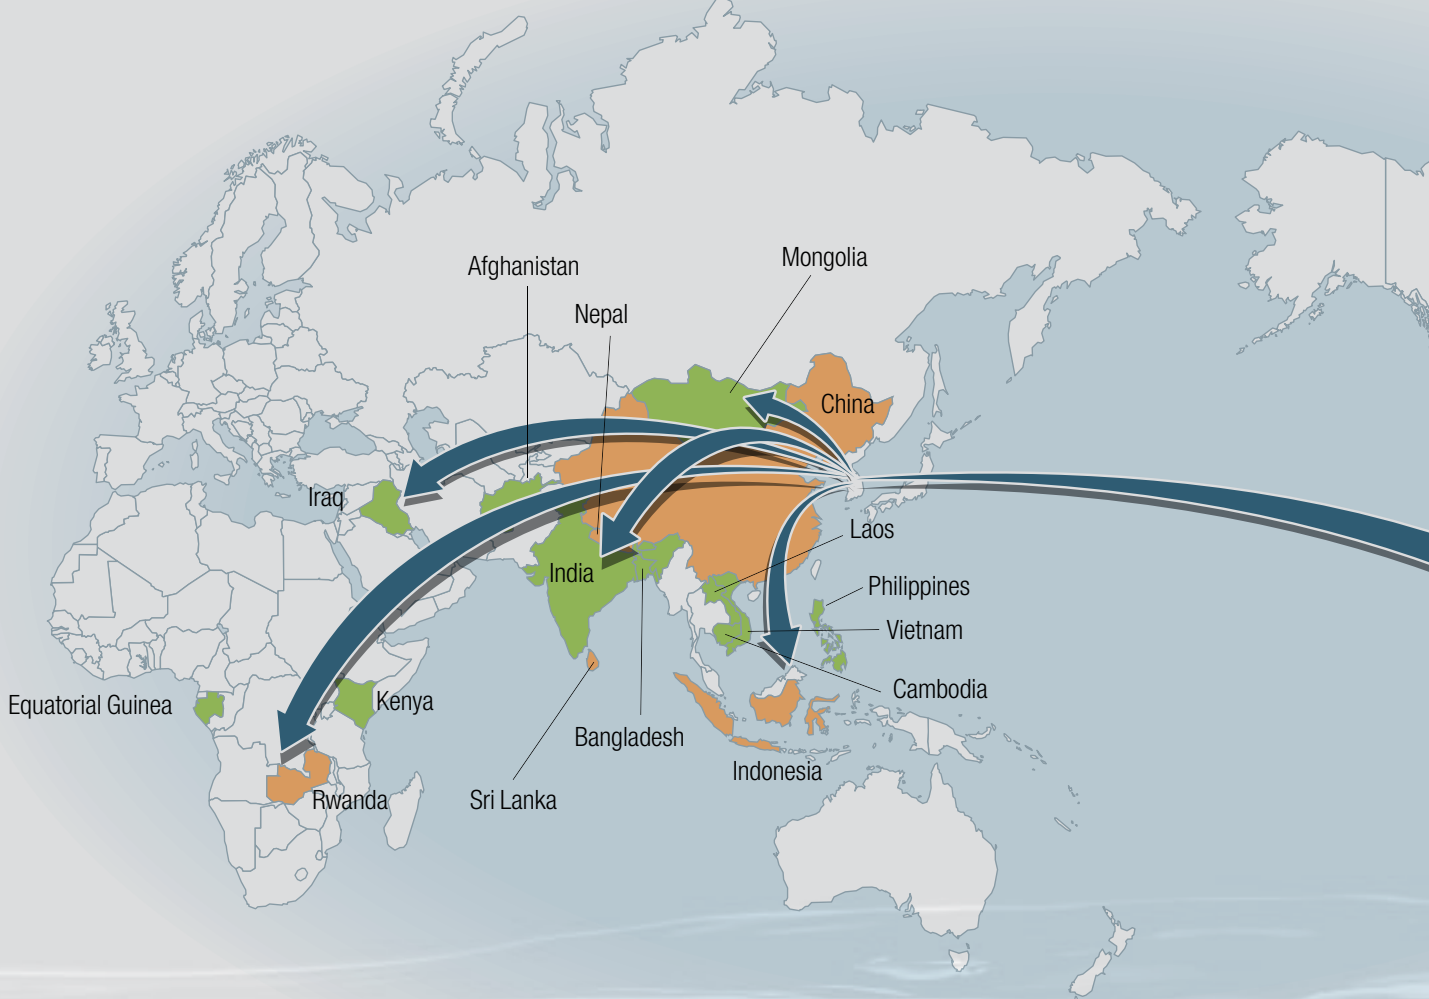 Mongolia
Afghanistan
Nepal
China
Iraq
Laos
India
Philippines
Vietnam
Cambodia
Kenya
Equatorial Guinea
Bangladesh
Indonesia
Rwanda
Sri Lanka